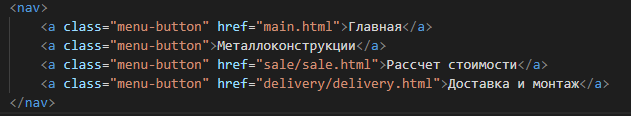 <nav>
    <a class="menu-button" href="main.html">Главная</a>
    <a class="menu-button">Металлоконструкции</a>
    <a class="menu-button" href="sale/sale.html">Рассчет стоимости</a>
    <a class="menu-button" href="delivery/delivery.html">Доставка и монтаж</a>
</nav>